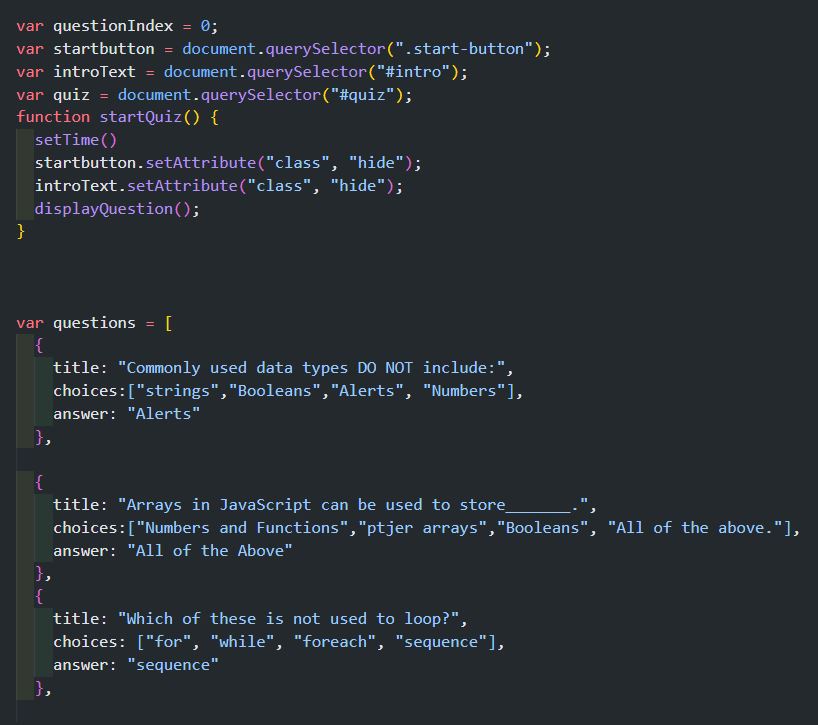 var questionIndex = 0;
var startbutton = document.querySelector(".start-button");
var introText = document.querySelector("#intro");
var quiz = document.querySelector("#quiz");
function startQuiz() {
  setTime()
  startbutton.setAttribute("class", "hide");
  introText.setAttribute("class", "hide");
  displayQuestion();
}
var questions = [
  {
    title: "Commonly used data types DO NOT include:",
    choices:["strings","Booleans","Alerts", "Numbers"],
    answer: "Alerts"
  },
  {
    title: "Arrays in JavaScript can be used to store_______.",
    choices:["Numbers and Functions","ptjer arrays","Booleans", "All of the above."],
    answer: "All of the Above"
  },
  {
    title: "Which of these is not used to loop?",
    choices: ["for", "while", "foreach", "sequence"],
    answer: "sequence"
  },